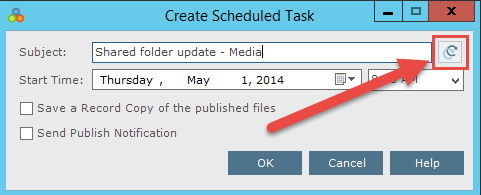 Create Scheduled Task
Subject: Shared folder update - Media
Start Time: Thursday , May 1, 2014 AM
Save a Record Copy of the published files
Send Publish Notification
OK Cancel Help